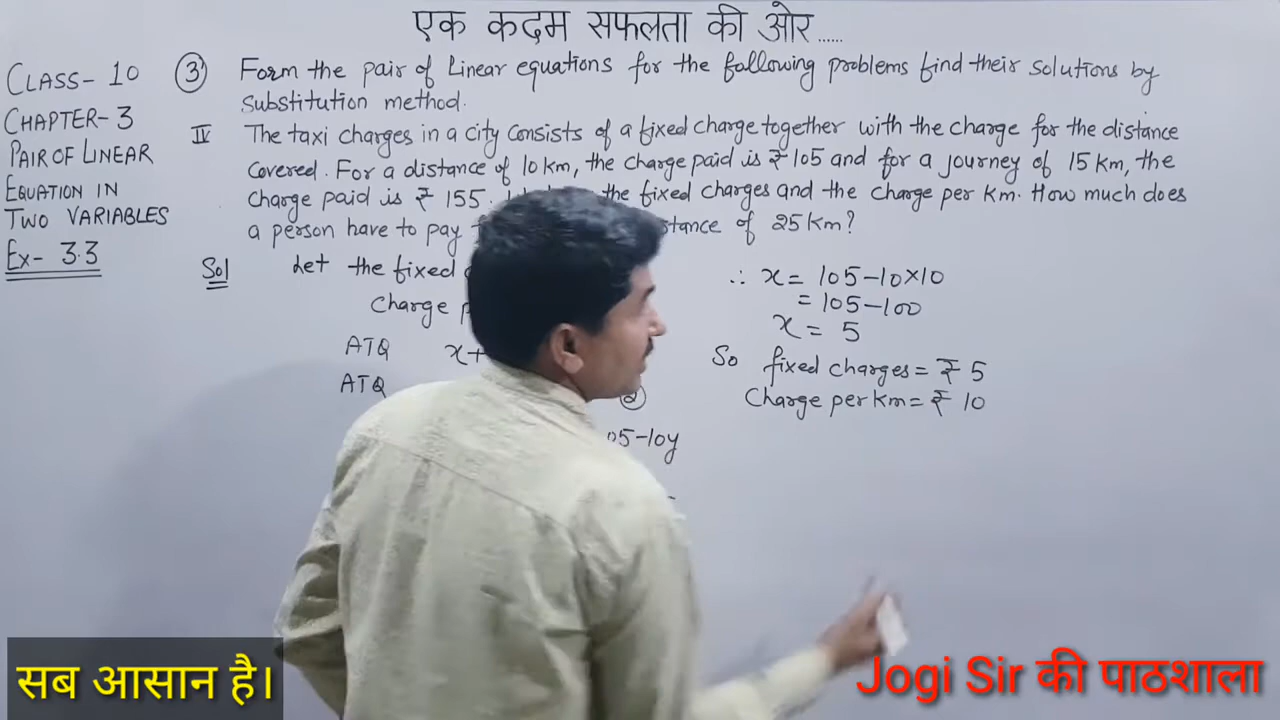 एक कदम सफलता की ओर......
CLASS- 10
CHAPTER- 3
PAIR OF LINEAR
EQUATION IN
TWO VARIABLES
Ex- 3.3
③ Form the pair of Linear equations for the following problems find their solutions by
substitution method.
IV The taxi charges in a city consists of a fixed charge together with the charge for the distance
covered. For a distance of 10 km, the charge paid is ₹ 105 and for a journey of 15 km, the
charge paid is ₹ 155. the fixed charges and the charge per km. How much does
a person have to pay of 25 km?
Sol Let the fixed
Charge
ATQ x+
ATQ
②
05-10y
∴ x = 105-10×10
= 105-100
x = 5
So fixed charges = ₹ 5
Charge per km = ₹ 10
सब आसान है।
Jogi Sir की पाठशाला